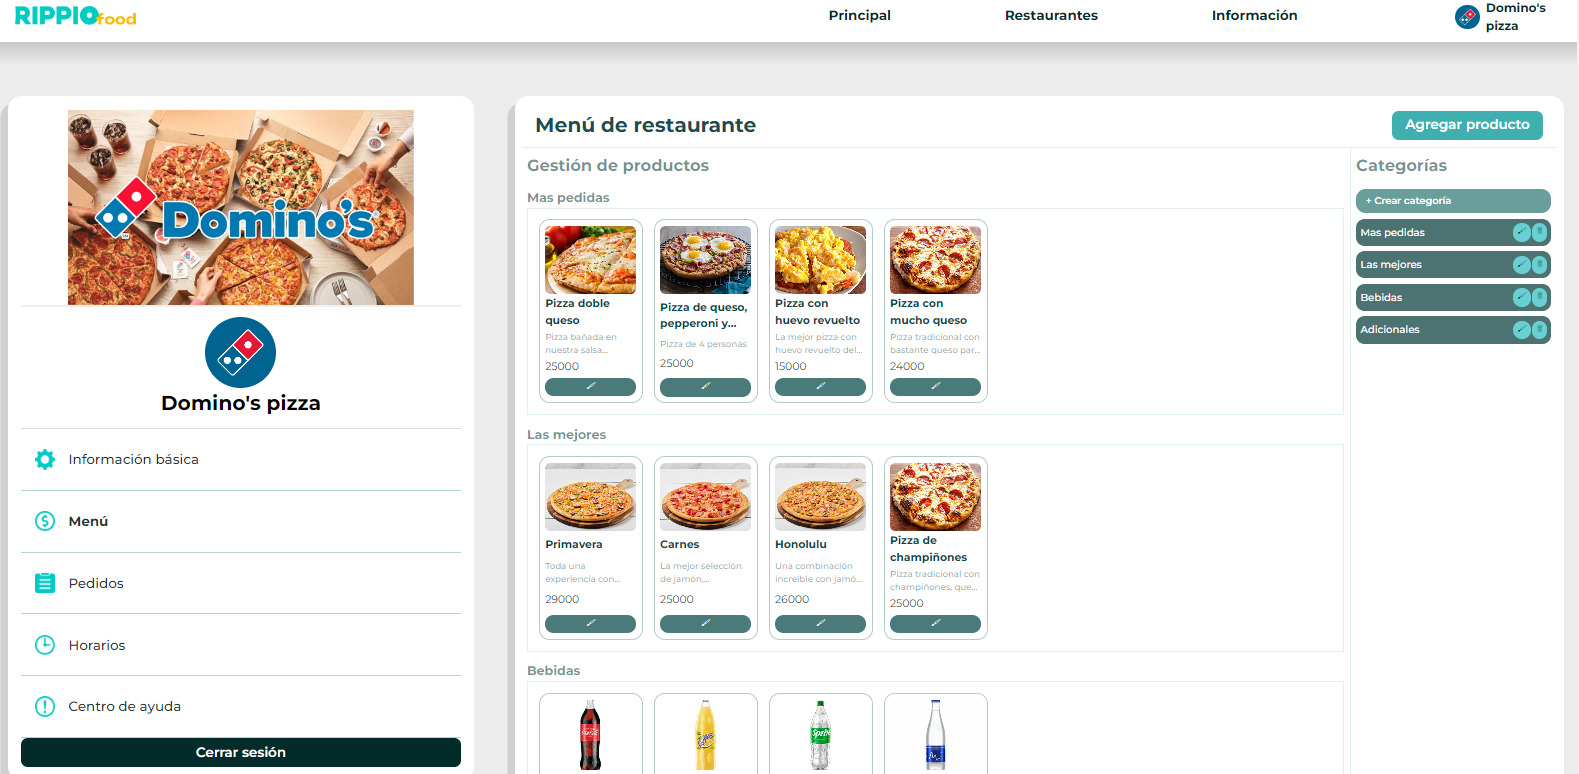 RIPPIOfood
Principal
Restaurantes
Información
Domino's
pizza
Domino's
Domino's pizza
Información básica
Menú
Pedidos
Horarios
Centro de ayuda
Cerrar sesión
Menú de restaurante
Agregar producto
Gestión de productos
Mas pedidas
Pizza doble
queso
Pizza bañada en
nuestra salsa...
25000
Pizza de queso,
pepperoni y...
Pizza de 4 personas
25000
Pizza con
huevo revuelto
La mejor pizza con
huevo revuelto del...
15000
Pizza con
mucho queso
Pizza tradicional con
bastante queso par...
24000
Las mejores
Primavera
Toda una
experiencia con...
29000
Carnes
La mejor selección
de jamón,...
25000
Honolulu
Una combinación
increíble con jamó...
26000
Pizza de
champiñones
Pizza tradicional con
champiñones, que...
25000
Bebidas
Sprite
Categorías
+ Crear categoría
Mas pedidas
Las mejores
Bebidas
Adicionales